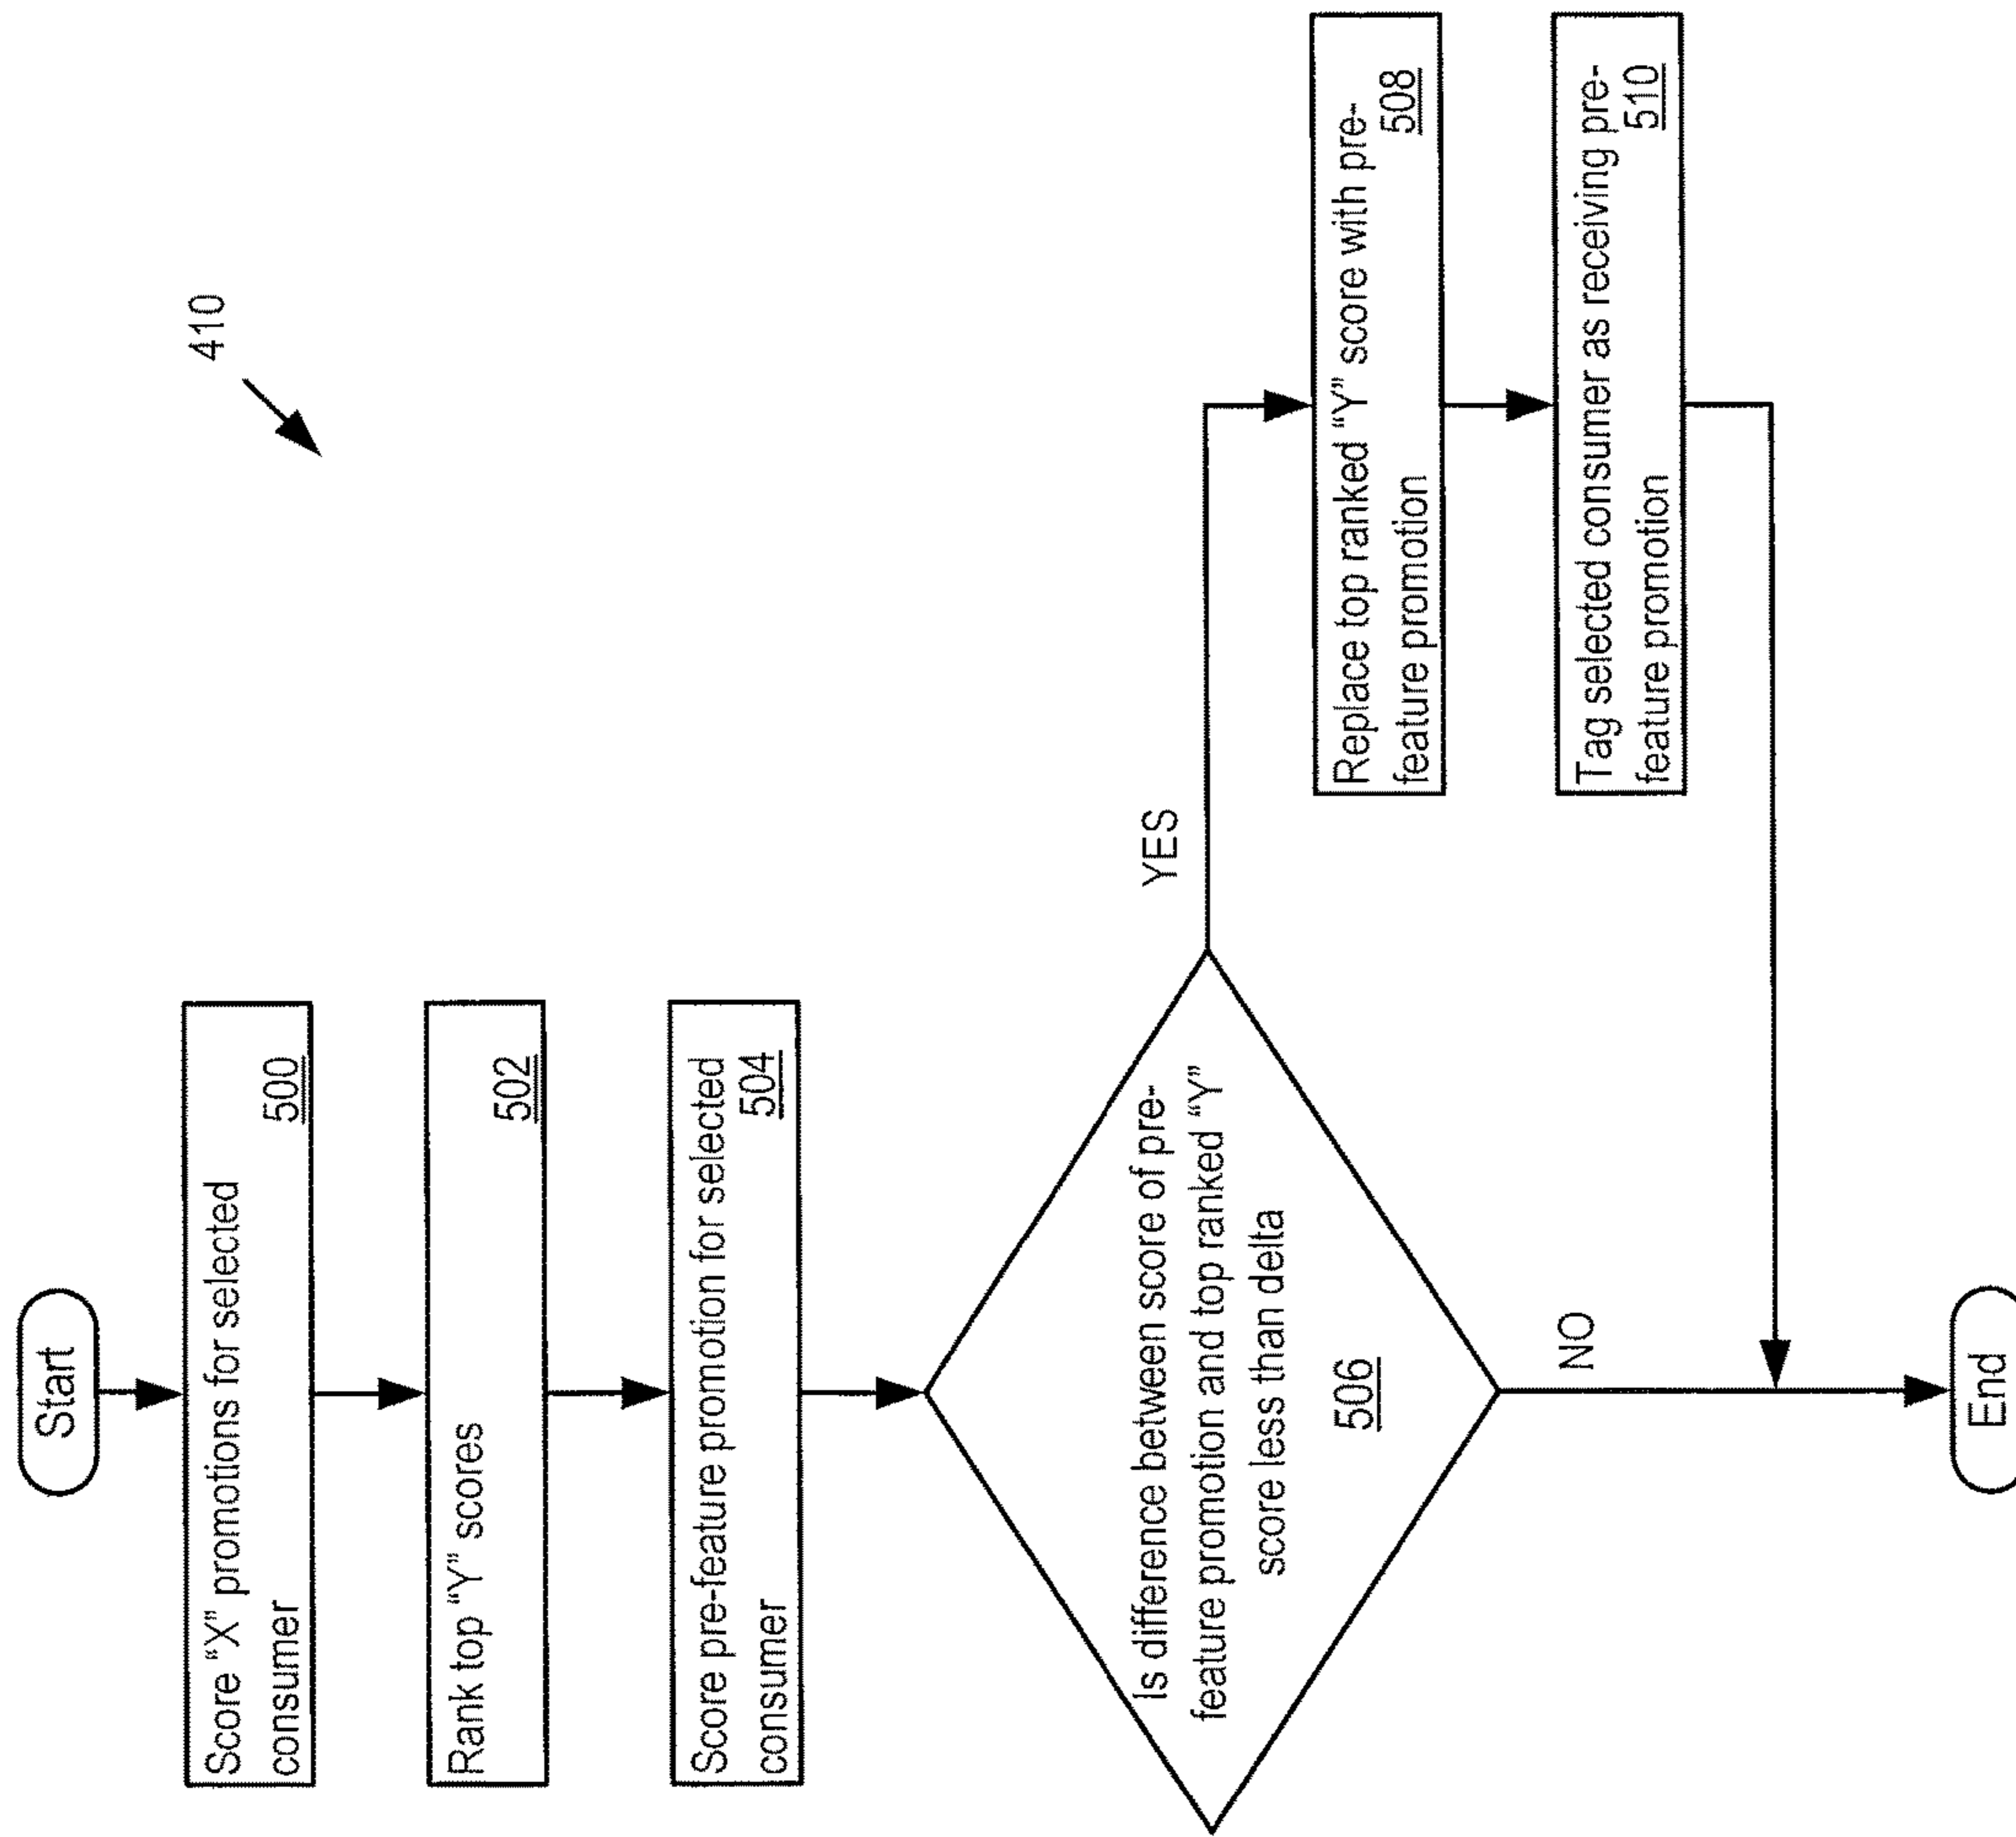 410
Start
Score “X” promotions for selected
consumer
500
Rank top “Y” scores
502
Score pre-feature promotion for selected
consumer
504
Is difference between score of pre-
feature promotion and top ranked “Y”
score less than delta
506
YES
Replace top ranked “Y” score with pre-
feature promotion
508
Tag selected consumer as receiving pre-
feature promotion
510
NO
End